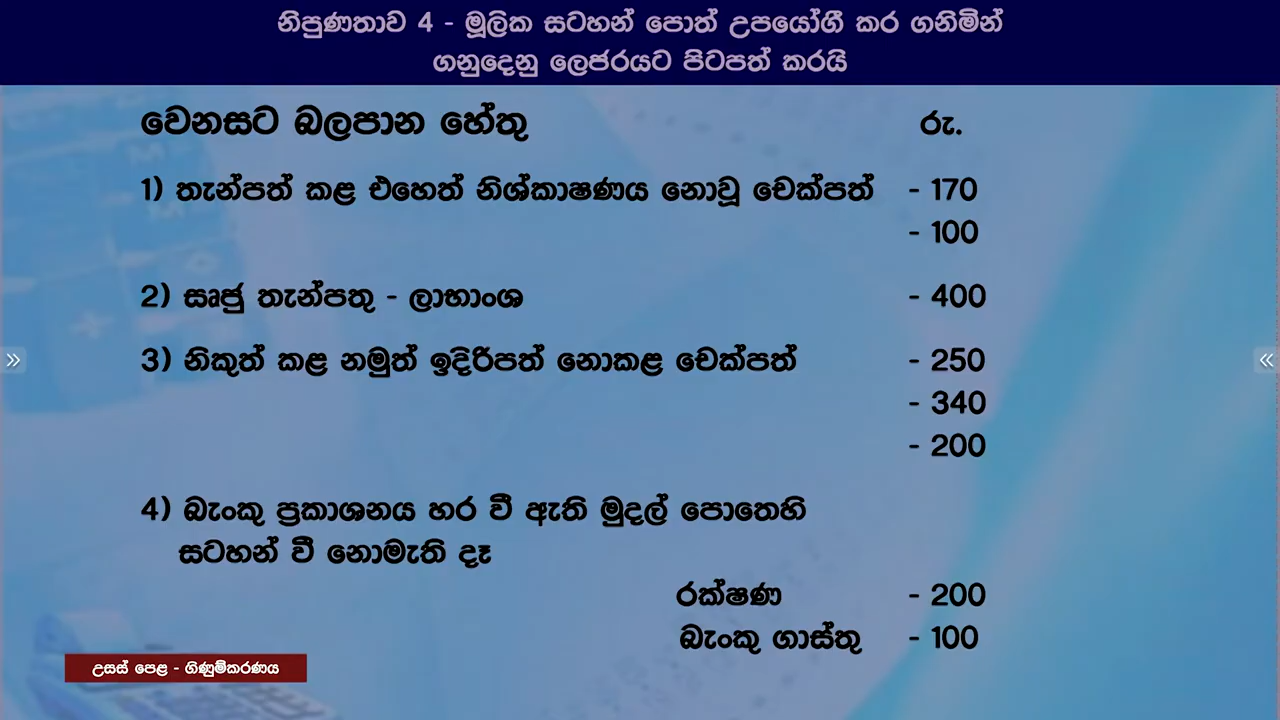 නිපුණතාව 4 - මූලික සටහන් පොත් උපයෝගී කර ගනිමින්
ගනුදෙනු ලෙජරයට පිටපත් කරයි
වෙනසට බලපාන හේතු රු.
1) තැන්පත් කළ එහෙත් නිශ්කාෂණය නොවූ චෙක්පත් - 170
- 100
2) සෘජු තැන්පතු - ලාභාංශ - 400
3) නිකුත් කළ නමුත් ඉදිරිපත් නොකළ චෙක්පත් - 250
- 340
- 200
4) බැංකු ප්‍රකාශනය හර වී ඇති මුදල් පොතෙහි
සටහන් වී නොමැති දෑ
රක්ෂණ - 200
බැංකු ගාස්තු - 100
උසස් පෙළ - ගිණුම්කරණය